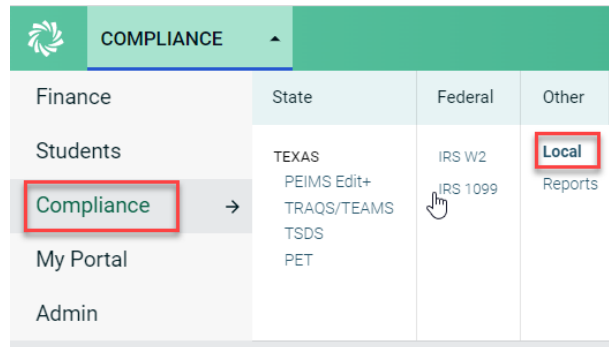 COMPLIANCE
Finance
Students
Compliance
My Portal
Admin
State
TEXAS
PEIMS Edit+
TRAQS/TEAMS
TSDS
PET
Federal
IRS W2
IRS 1099
Other
Local
Reports